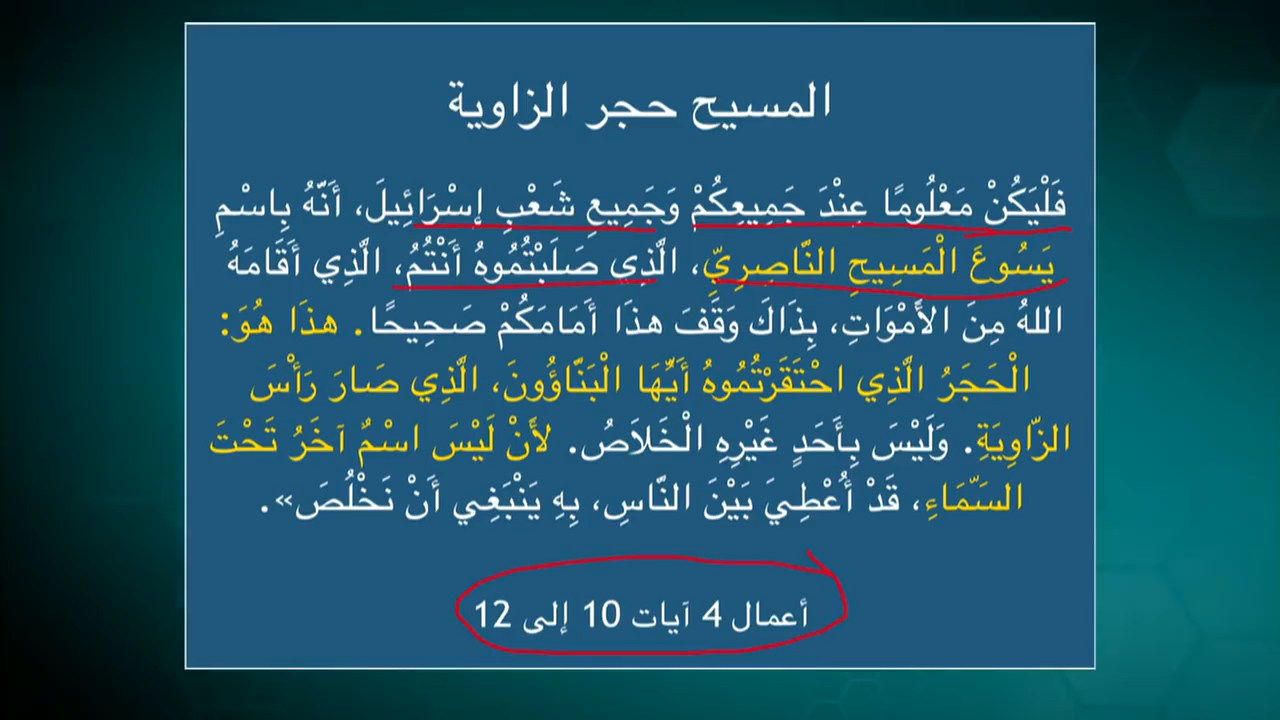 المسيح حجر الزاوية
فَلْيَكُنْ مَعْلُومًا عِنْدَ جَمِيعِكُمْ وَجَمِيعِ شَعْبِ إِسْرَائِيلَ، أَنَّهُ بِاسْمِ
يَسُوعَ الْمَسِيحِ النَّاصِرِيِّ، الَّذِي صَلَبْتُمُوهُ أَنْتُمُ، الَّذِي أَقَامَهُ
اللهُ مِنَ الأَمْوَاتِ، بِذَاكَ وَقَفَ هذَا أَمَامَكُمْ صَحِيحًا. هذَا هُوَ:
الْحَجَرُ الَّذِي احْتَقَرْتُمُوهُ أَيُّهَا الْبَنَّاؤُونَ، الَّذِي صَارَ رَأْسَ
الزَّاوِيَةِ. وَلَيْسَ بِأَحَدٍ غَيْرِهِ الْخَلاَصُ. لأَنْ لَيْسَ اسْمٌ آخَرُ تَحْتَ
السَّمَاءِ، قَدْ أُعْطِيَ بَيْنَ النَّاسِ، بِهِ يَنْبَغِي أَنْ نَخْلُصَ».
أعمال 4 آيات 10 إلى 12